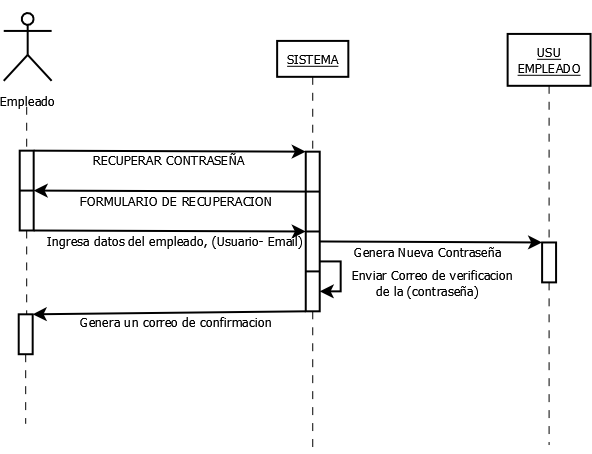 Empleado
SISTEMA
USU
EMPLEADO
RECUPERAR CONTRASEÑA
FORMULARIO DE RECUPERACION
Ingresa datos del empleado, (Usuario- Email)
Genera Nueva Contraseña
Enviar Correo de verificacion
de la (contraseña)
Genera un correo de confirmacion